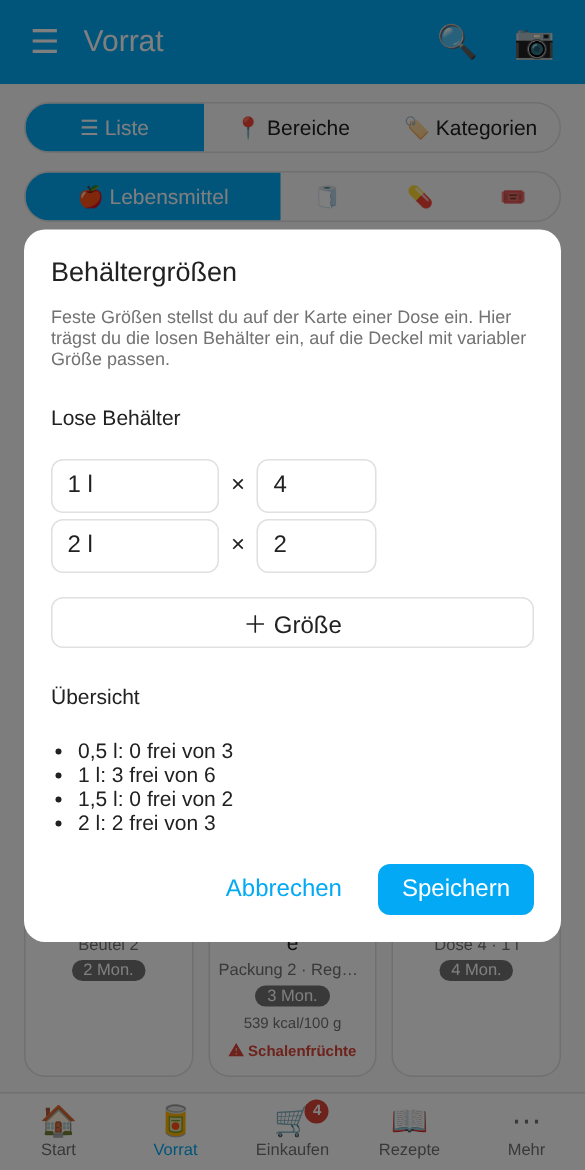 ☰ Vorrat
☰ Liste
Bereiche
Kategorien
Lebensmittel
Behältergrößen
Feste Größen stellst du auf der Karte einer Dose ein. Hier
trägst du die losen Behälter ein, auf die Deckel mit variabler
Größe passen.
Lose Behälter
1 l × 4
2 l × 2
+ Größe
Übersicht
• 0,5 l: 0 frei von 3
• 1 l: 3 frei von 6
• 1,5 l: 0 frei von 2
• 2 l: 2 frei von 3
Abbrechen
Speichern
Beutel 2
2 Mon.
e
Packung 2 · Reg…
3 Mon.
539 kcal/100 g
Schalenfrüchte
Dose 4 · 1 l
4 Mon.
4
Start
Vorrat
Einkaufen
Rezepte
Mehr